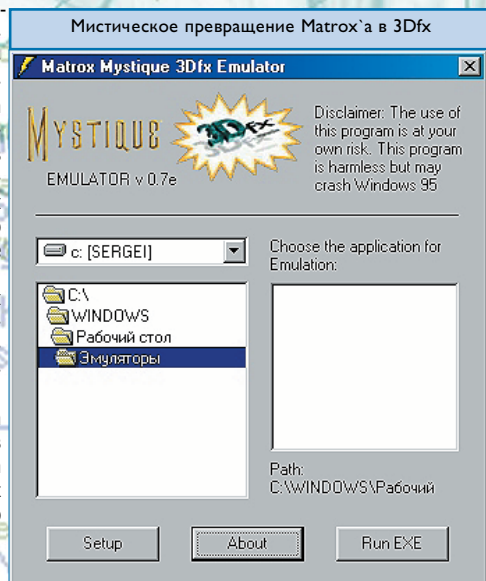 Мистическое превращение Matrox`a в 3Dfx
Matrox Mystique 3Dfx Emulator
MYSTIQUE
3Dfx
EMULATOR v 0.7e
Disclaimer: The use of
this program is at your
own risk. This program
is harmless but may
crash Windows 95
c: [SERGEI]
C:\
WINDOWS
Рабочий стол
Эмуляторы
Choose the application for
Emulation:
Path:
C:\WINDOWS\Рабочий
Setup
About
Run EXE